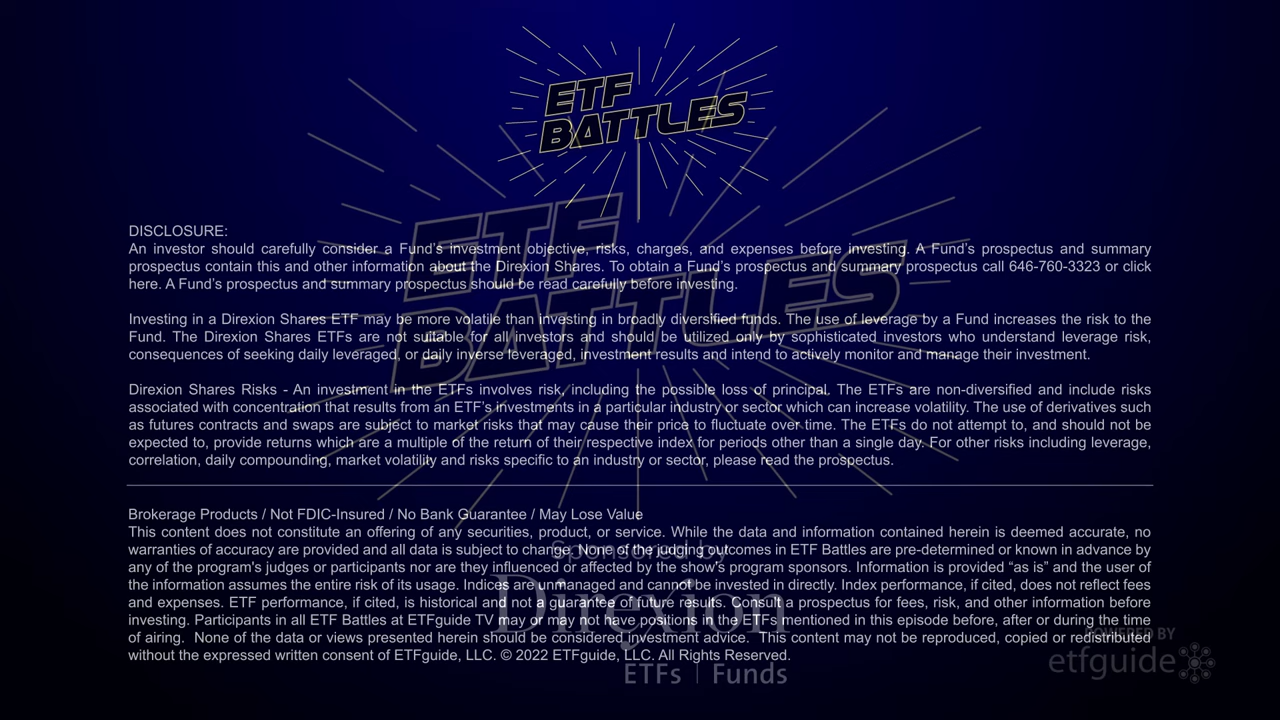 ETF
BATTLES
ETF
BATTLES
DISCLOSURE:
An investor should carefully consider a Fund's investment objective, risks, charges, and expenses before investing. A Fund's prospectus and summary
prospectus contain this and other information about the Direxion Shares. To obtain a Fund's prospectus and summary prospectus call 646-760-3323 or click
here. A Fund's prospectus and summary prospectus should be read carefully before investing.
Investing in a Direxion Shares ETF may be more volatile than investing in broadly diversified funds. The use of leverage by a Fund increases the risk to the
Fund. The Direxion Shares ETFs are not suitable for all investors and should be utilized only by sophisticated investors who understand leverage risk,
consequences of seeking daily leveraged, or daily inverse leveraged, investment results and intend to actively monitor and manage their investment.
Direxion Shares Risks - An investment in the ETFs involves risk, including the possible loss of principal. The ETFs are non-diversified and include risks
associated with concentration that results from an ETF's investments in a particular industry or sector which can increase volatility. The use of derivatives such
as futures contracts and swaps are subject to market risks that may cause their price to fluctuate over time. The ETFs do not attempt to, and should not be
expected to, provide returns which are a multiple of the return of their respective index for periods other than a single day. For other risks including leverage,
correlation, daily compounding, market volatility and risks specific to an industry or sector, please read the prospectus.
Brokerage Products / Not FDIC-Insured / No Bank Guarantee / May Lose Value
This content does not constitute an offering of any securities, product, or service. While the data and information contained herein is deemed accurate, no
warranties of accuracy are provided and all data is subject to change. None of the judging outcomes in ETF Battles are pre-determined or known in advance by
any of the program's judges or participants nor are they influenced or affected by the show's program sponsors. Information is provided “as is” and the user of
the information assumes the entire risk of its usage. Indices are unmanaged and cannot be invested in directly. Index performance, if cited, does not reflect fees
and expenses. ETF performance, if cited, is historical and not a guarantee of future results. Consult a prospectus for fees, risk, and other information before
investing. Participants in all ETF Battles at ETFguide TV may or may not have positions in the ETFs mentioned in this episode before, after or during the time
of airing. None of the data or views presented herein should be considered investment advice. This content may not be reproduced, copied or redistributed
without the expressed written consent of ETFguide, LLC. © 2022 ETFguide, LLC. All Rights Reserved.
Sponsored by
Direxion
ETFs | Funds
POWERED BY
etfguide